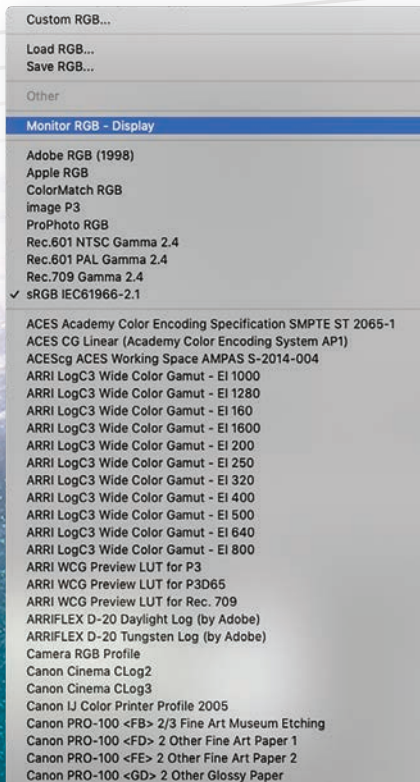 Custom RGB...
Load RGB...
Save RGB...
Other
Monitor RGB - Display
Adobe RGB (1998)
Apple RGB
ColorMatch RGB
image P3
ProPhoto RGB
Rec.601 NTSC Gamma 2.4
Rec.601 PAL Gamma 2.4
Rec.709 Gamma 2.4
✓ sRGB IEC61966-2.1
ACES Academy Color Encoding Specification SMPTE ST 2065-1
ACES CG Linear (Academy Color Encoding System AP1)
ACEScg ACES Working Space AMPAS S-2014-004
ARRI LogC3 Wide Color Gamut - EI 1000
ARRI LogC3 Wide Color Gamut - EI 1280
ARRI LogC3 Wide Color Gamut - EI 160
ARRI LogC3 Wide Color Gamut - EI 1600
ARRI LogC3 Wide Color Gamut - EI 200
ARRI LogC3 Wide Color Gamut - EI 250
ARRI LogC3 Wide Color Gamut - EI 320
ARRI LogC3 Wide Color Gamut - EI 400
ARRI LogC3 Wide Color Gamut - EI 500
ARRI LogC3 Wide Color Gamut - EI 640
ARRI LogC3 Wide Color Gamut - EI 800
ARRI WCG Preview LUT for P3
ARRI WCG Preview LUT for P3D65
ARRI WCG Preview LUT for Rec. 709
ARRIFLEX D-20 Daylight Log (by Adobe)
ARRIFLEX D-20 Tungsten Log (by Adobe)
Camera RGB Profile
Canon Cinema CLog2
Canon Cinema CLog3
Canon IJ Color Printer Profile 2005
Canon PRO-100 <FB> 2/3 Fine Art Museum Etching
Canon PRO-100 <FD> 2 Other Fine Art Paper 1
Canon PRO-100 <FE> 2 Other Fine Art Paper 2
Canon PRO-100 <GD> 2 Other Glossy Paper